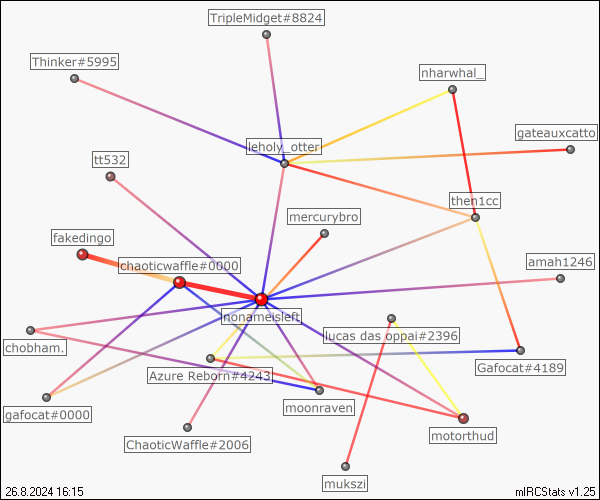 TripleMidget#8824
Thinker#5995
nharwhal_
gateauxcatto
leholy_otter
tt532
then1cc
mercurybro
fakedingo
chaoticwaffle#0000
amah1246
nonameisleft
lucas das oppai#2396
chobham.
Azure Reborn#4243
Gafocat#4189
gafocat#0000
moonraven
ChaoticWaffle#2006
motorthud
mukszi
26.8.2024 16:15
mIRCStats v1.25